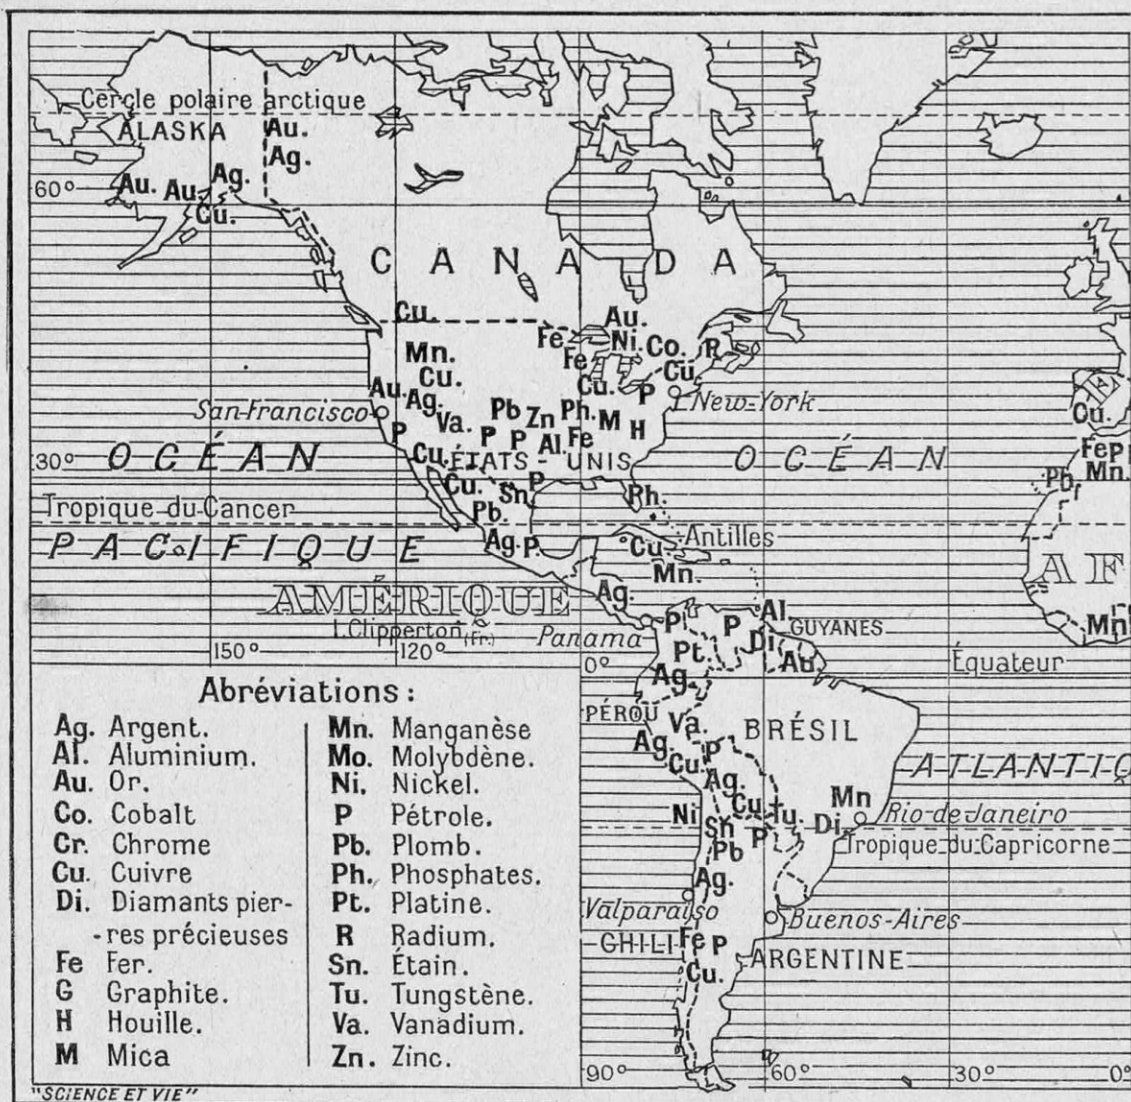 Cercle polaire arctique
ALASKA
Au.
Ag.
60°
Au.
Au.
Ag.
Cu.
CANADA
Cu.
Au.
Fe
Ni.
Co.
R
Mn.
Fe
Cu.
Cu.
Cu.
P
Au.
Ag.
San-Francisco
Va.
Pb
Zn
Ph.
M
H
New-York
Cu.
P
P
P
Al.
Fe
30°
OCÉAN
Cu.
ÉTATS-UNIS
OCÉAN
Fe
P
Mn.
Pb
Cu.
Sn
P
Ph.
Tropique du Cancer
Pb
PACIFIQUE
Ag.
P.
Cu.
Antilles
Mn.
AF
AMÉRIQUE
Ag.
I. Clipperton (Fr.)
Panama
P
P
Al.
Di
GUYANES
Mn
150°
120°
0°
Pt.
Au
Équateur
Ag.
PÉROU
Va.
BRÉSIL
Ag.
Cu.
P
Ag.
ATLANTIQ
Ni
Cu
Tu.
Mn
Di.
Rio-de-Janeiro
Sn
P
Tropique du Capricorne
Pb
Ag.
Valparaiso
Buenos-Aires
CHILI
Fe
P
ARGENTINE
Cu.
90°
60°
30°
0°
Abréviations :
Ag. Argent.
Al. Aluminium.
Au. Or.
Co. Cobalt
Cr. Chrome
Cu. Cuivre
Di. Diamants pier-
-res précieuses
Fe Fer.
G Graphite.
H Houille.
M Mica
Mn. Manganèse
Mo. Molybdène.
Ni. Nickel.
P Pétrole.
Pb. Plomb.
Ph. Phosphates.
Pt. Platine.
R Radium.
Sn. Étain.
Tu. Tungstène.
Va. Vanadium.
Zn. Zinc.
"SCIENCE ET VIE"